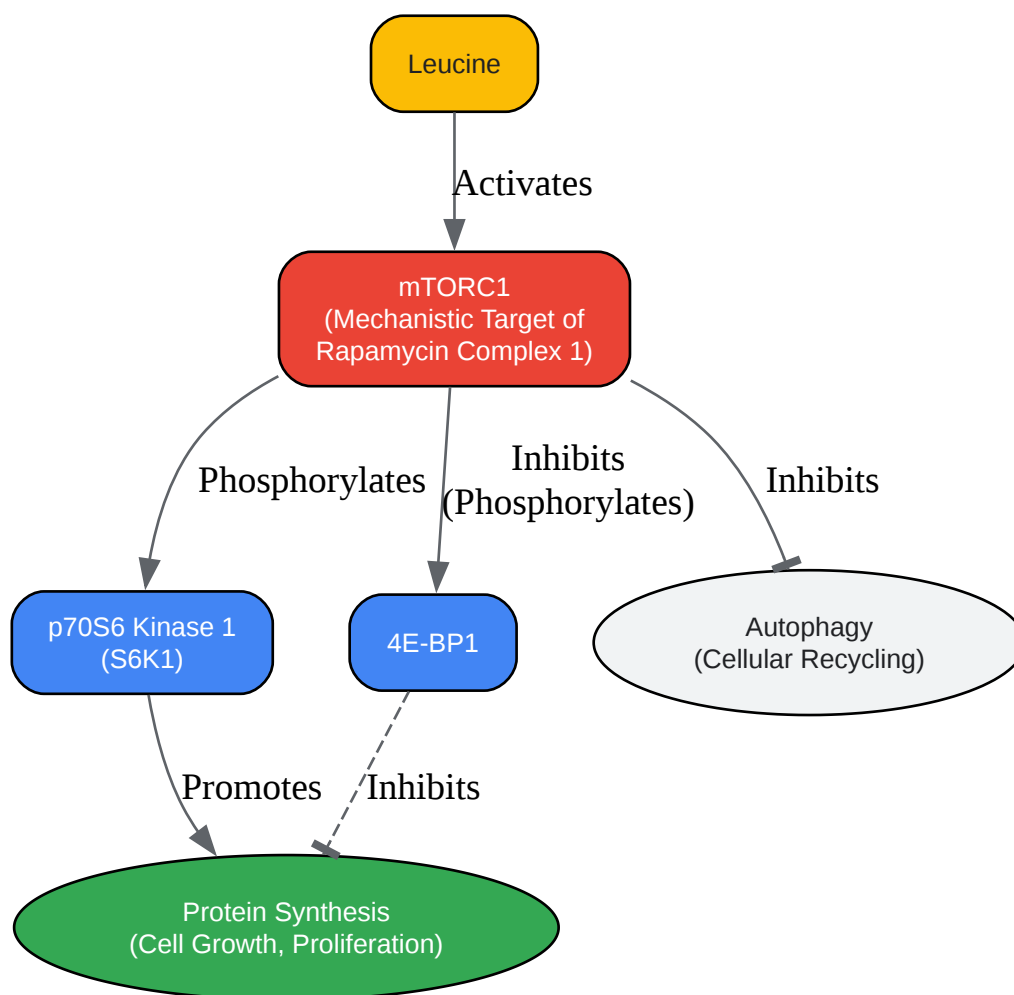 Leucine
Activates
mTORC1
(Mechanistic Target of
Rapamycin Complex 1)
Phosphorylates
Inhibits
(Phosphorylates)
Inhibits
p70S6 Kinase 1
(S6K1)
4E-BP1
Autophagy
(Cellular Recycling)
Promotes
Inhibits
Protein Synthesis
(Cell Growth, Proliferation)